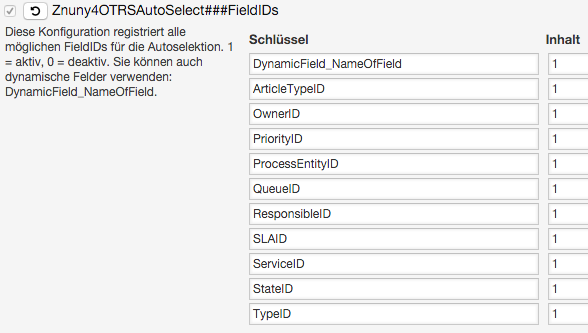 Znuny4OTRSAutoSelect###FieldIDs
Diese Konfiguration registriert alle
möglichen FieldIDs für die Autoselektion. 1
= aktiv, 0 = deaktiv. Sie können auch
dynamische Felder verwenden:
DynamicField_NameOfField.
Schlüssel Inhalt
DynamicField_NameOfField 1
ArticleTypeID 1
OwnerID 1
PriorityID 1
ProcessEntityID 1
QueueID 1
ResponsibleID 1
SLAID 1
ServiceID 1
StateID 1
TypeID 1